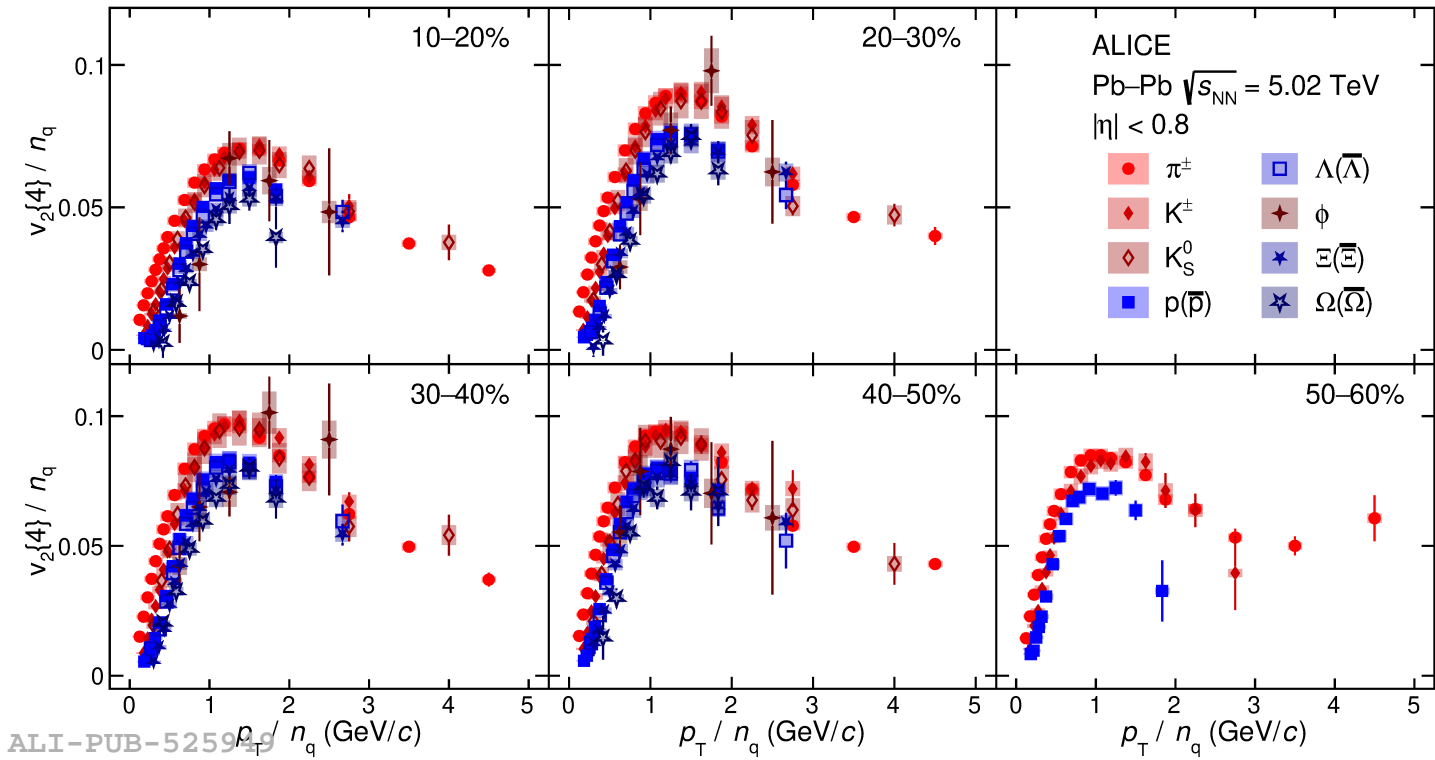 10–20%
20–30%
ALICE
Pb–Pb √sNN = 5.02 TeV
|η| < 0.8
π±
Λ(Λ̅)
K±
ϕ
K0S
Ξ(Ξ̅)
p(p̅)
Ω(Ω̅)
v2{4} / nq
0.1
0.05
0
30–40%
40–50%
50–60%
v2{4} / nq
0.1
0.05
0
0 1 2 3 4 5
0 1 2 3 4 5
0 1 2 3 4 5
pT / nq (GeV/c)
pT / nq (GeV/c)
pT / nq (GeV/c)
ALI-PUB-525949